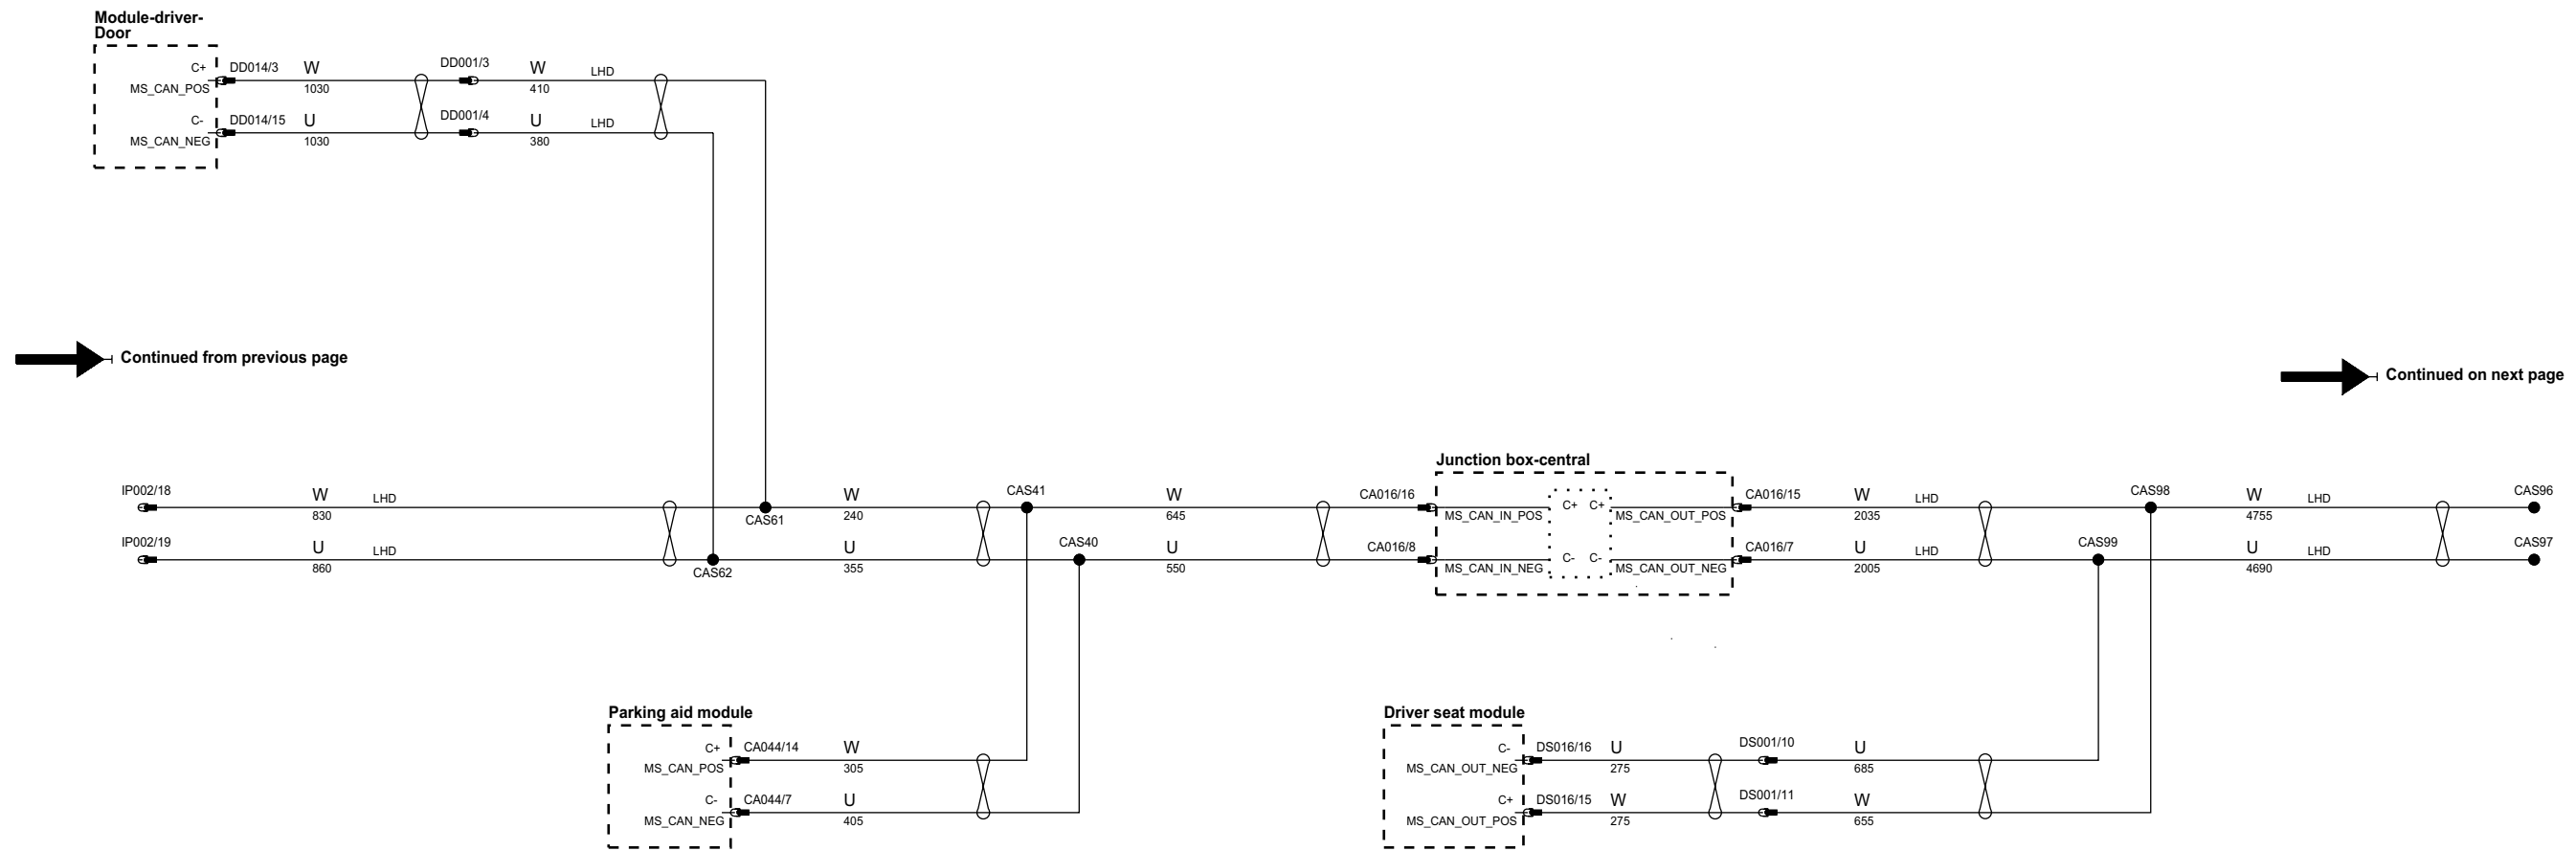 Module-driver-
Door
C+ DD014/3 W DD001/3 W LHD
MS_CAN_POS 1030 410
C- DD014/15 U DD001/4 U LHD
MS_CAN_NEG 1030 380
Continued from previous page
Continued on next page
Junction box-central
IP002/18 W LHD W CAS41 W CA016/16 C+ C+ CA016/15 W LHD CAS98 W LHD CAS96
830 CAS61 240 645 MS_CAN_IN_POS MS_CAN_OUT_POS 2035 4755
IP002/19 U LHD U CAS40 U CA016/8 C- C- CA016/7 U LHD CAS99 U LHD CAS97
860 CAS62 355 550 MS_CAN_IN_NEG MS_CAN_OUT_NEG 2005 4690
Parking aid module
C+ CA044/14 W
MS_CAN_POS 305
C- CA044/7 U
MS_CAN_NEG 405
Driver seat module
C- DS016/16 U DS001/10 U
MS_CAN_OUT_NEG 275 685
C+ DS016/15 W DS001/11 W
MS_CAN_OUT_POS 275 655